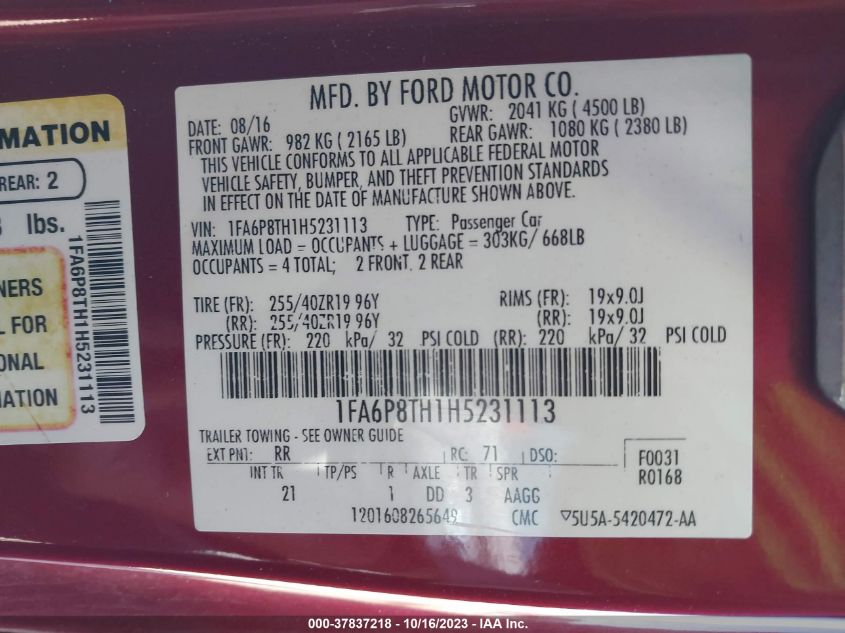 MATION
REAR: 2
lbs.
NERS
L FOR
ONAL
MATION
1FA6P8TH1H5231113
MFD. BY FORD MOTOR CO.
DATE: 08/16 GVWR: 2041 KG ( 4500 LB)
FRONT GAWR: 982 KG ( 2165 LB) REAR GAWR: 1080 KG ( 2380 LB)
THIS VEHICLE CONFORMS TO ALL APPLICABLE FEDERAL MOTOR
VEHICLE SAFETY, BUMPER, AND THEFT PREVENTION STANDARDS
IN EFFECT ON THE DATE OF MANUFACTURE SHOWN ABOVE.
VIN: 1FA6P8TH1H5231113 TYPE: Passenger Car
MAXIMUM LOAD = OCCUPANTS + LUGGAGE = 303KG/ 668LB
OCCUPANTS = 4 TOTAL; 2 FRONT, 2 REAR
TIRE (FR): 255/40ZR19 96Y RIMS (FR): 19x9.0J
(RR): 255/40ZR19 96Y (RR): 19x9.0J
PRESSURE (FR): 220 kPa/ 32 PSI COLD (RR): 220 kPa/ 32 PSI COLD
1FA6P8TH1H5231113
TRAILER TOWING - SEE OWNER GUIDE
EXT PNT: RR RC: 71 DSO: F0031
INT TR TP/PS R AXLE TR SPR R0168
21 1 DD 3 AAGG
1201608265649 CMC ▽5U5A-5420472-AA
000-37837218 - 10/16/2023 - IAA Inc.